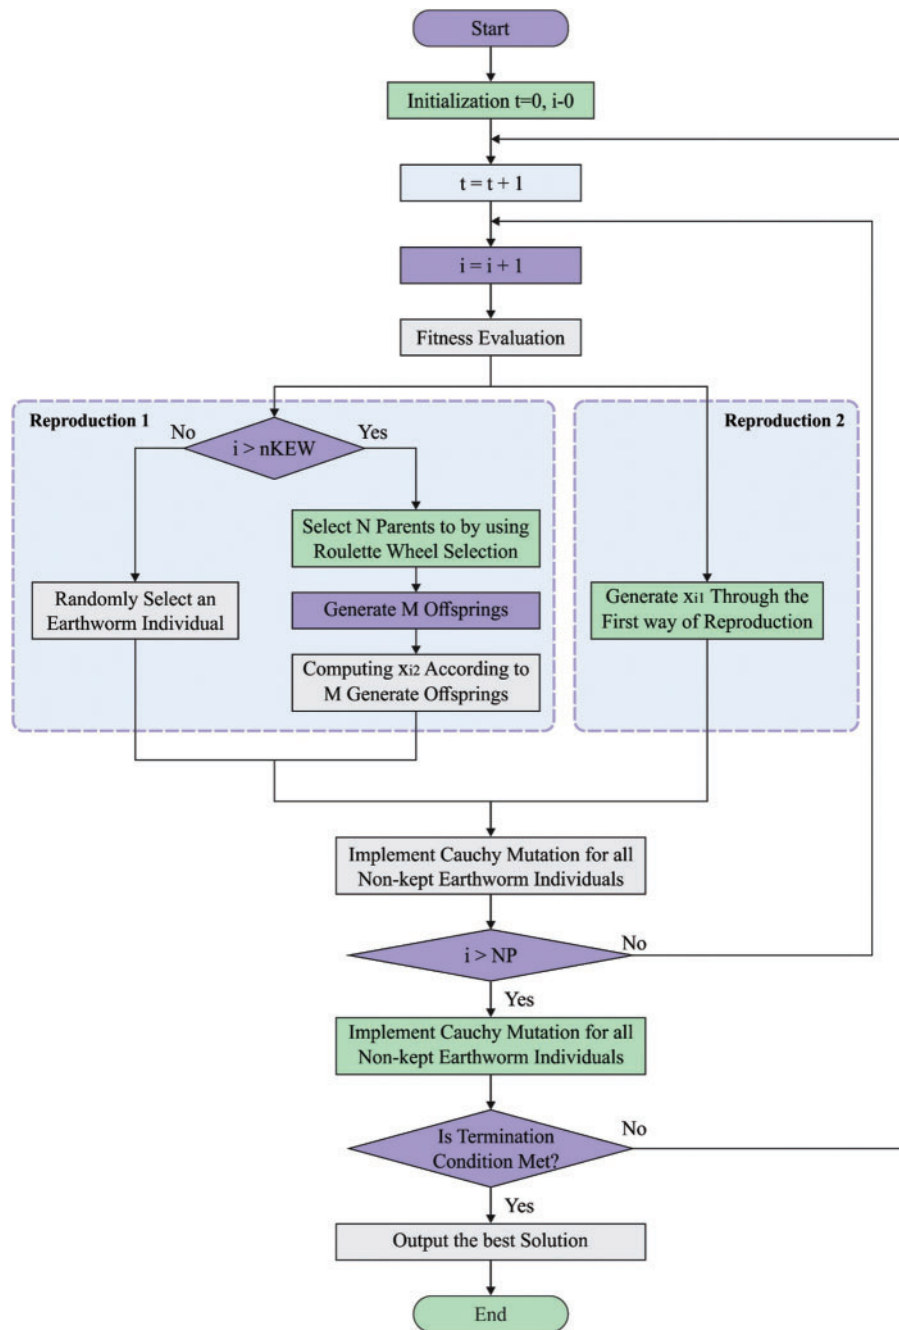 Start
Initialization t=0, i-0
t = t + 1
i = i + 1
Fitness Evaluation
Reproduction 1
No
i > nKEW
Yes
Select N Parents to by using
Roulette Wheel Selection
Randomly Select an
Earthworm Individual
Generate M Offsprings
Computing xi2 According to
M Generate Offsprings
Reproduction 2
Generate xi1 Through the
First way of Reproduction
Implement Cauchy Mutation for all
Non-kept Earthworm Individuals
i > NP
No
Yes
Implement Cauchy Mutation for all
Non-kept Earthworm Individuals
Is Termination
Condition Met?
No
Yes
Output the best Solution
End